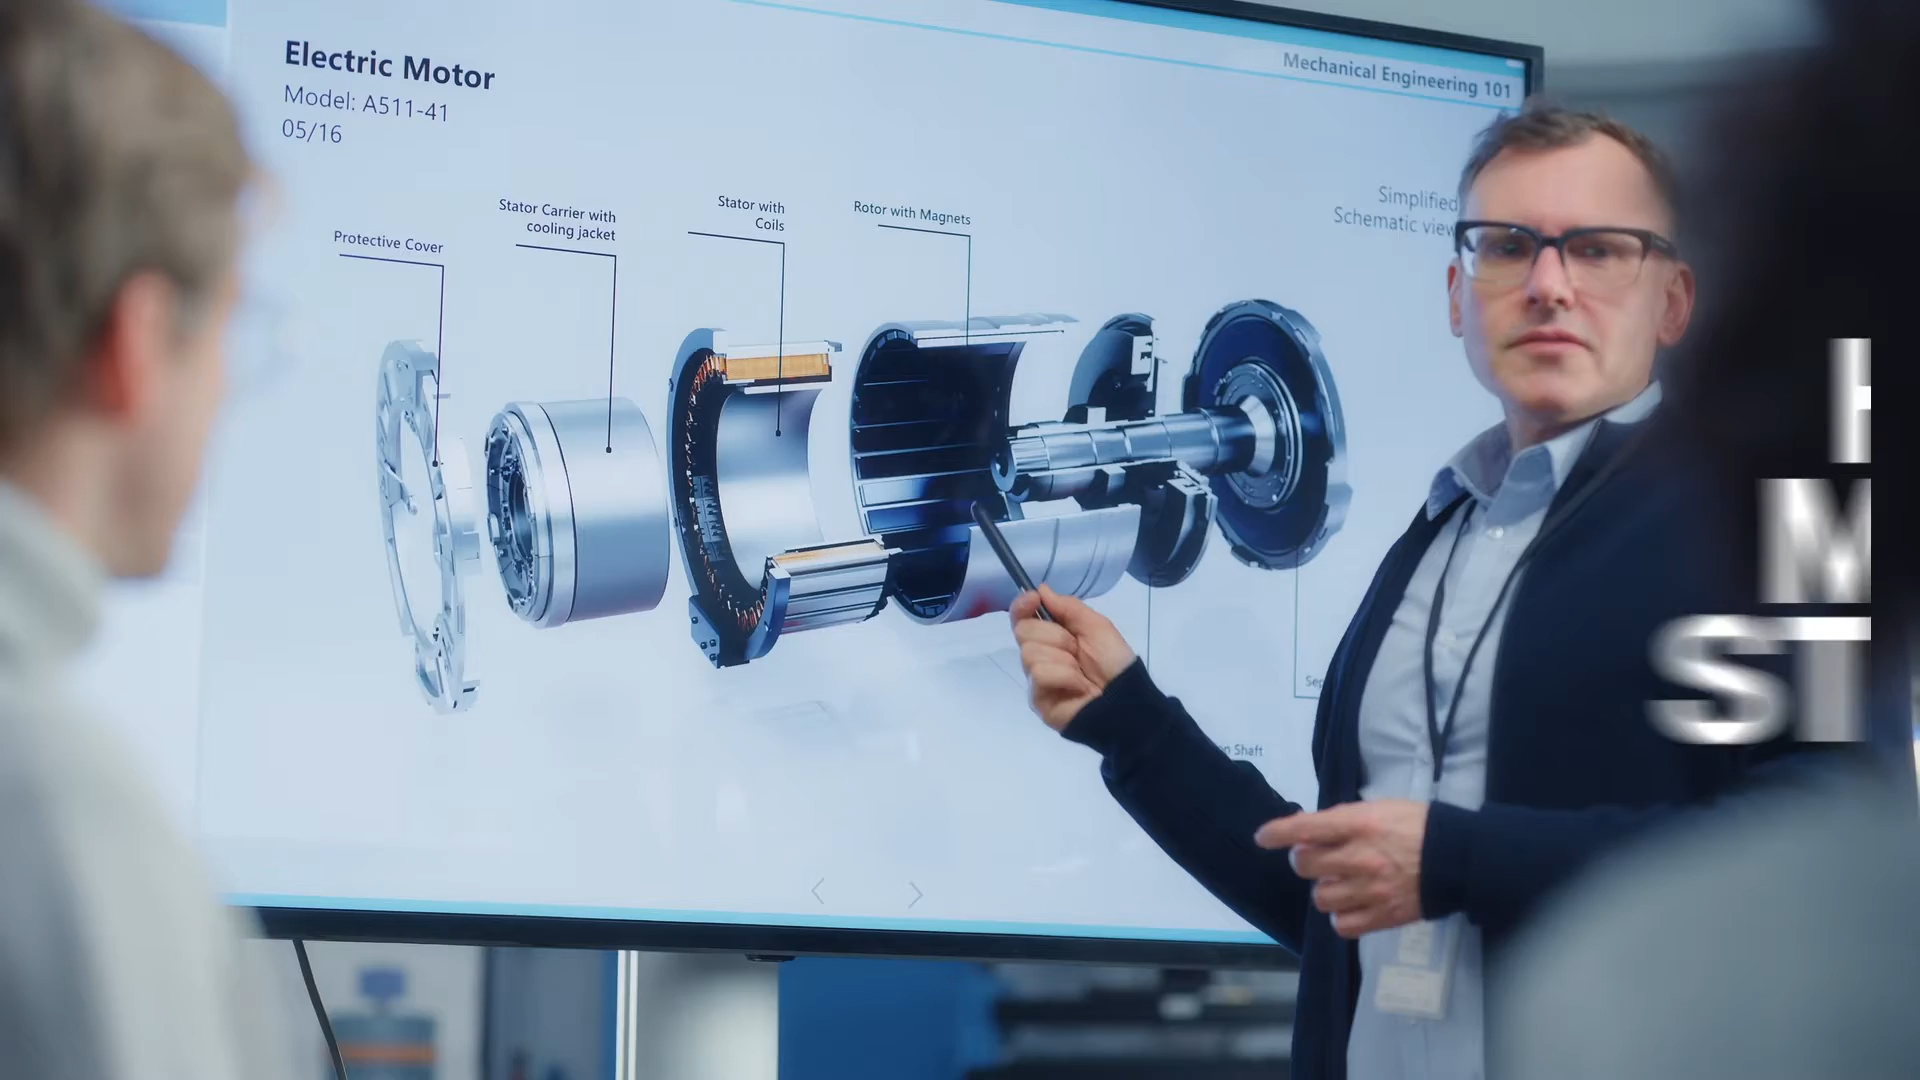 Electric Motor
Model: A511-41
05/16
Mechanical Engineering 101
Simplified
Schematic view
Protective Cover
Stator Carrier with
cooling jacket
Stator with
Coils
Rotor with Magnets
Shaft
M
ST